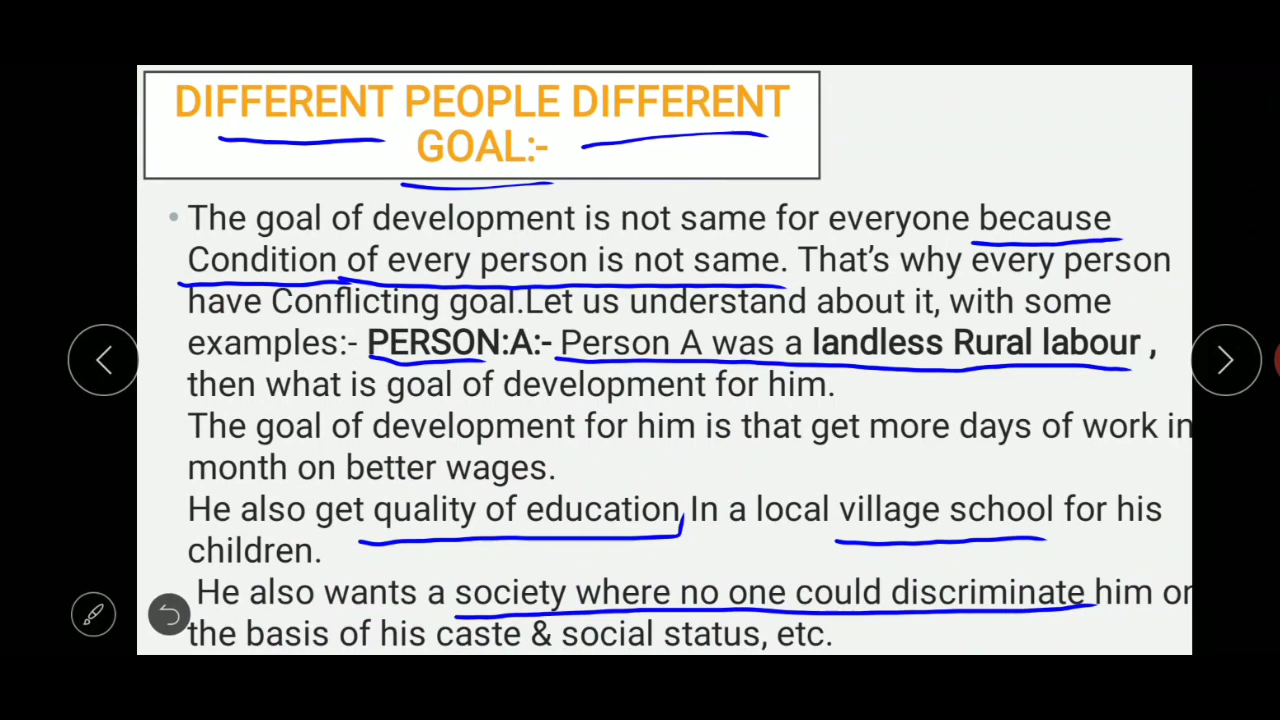 DIFFERENT PEOPLE DIFFERENT
GOAL:-
• The goal of development is not same for everyone because
Condition of every person is not same. That's why every person
have Conflicting goal.Let us understand about it, with some
examples:- PERSON:A:- Person A was a landless Rural labour ,
then what is goal of development for him.
The goal of development for him is that get more days of work in
month on better wages.
He also get quality of education, In a local village school for his
children.
He also wants a society where no one could discriminate him on
the basis of his caste & social status, etc.